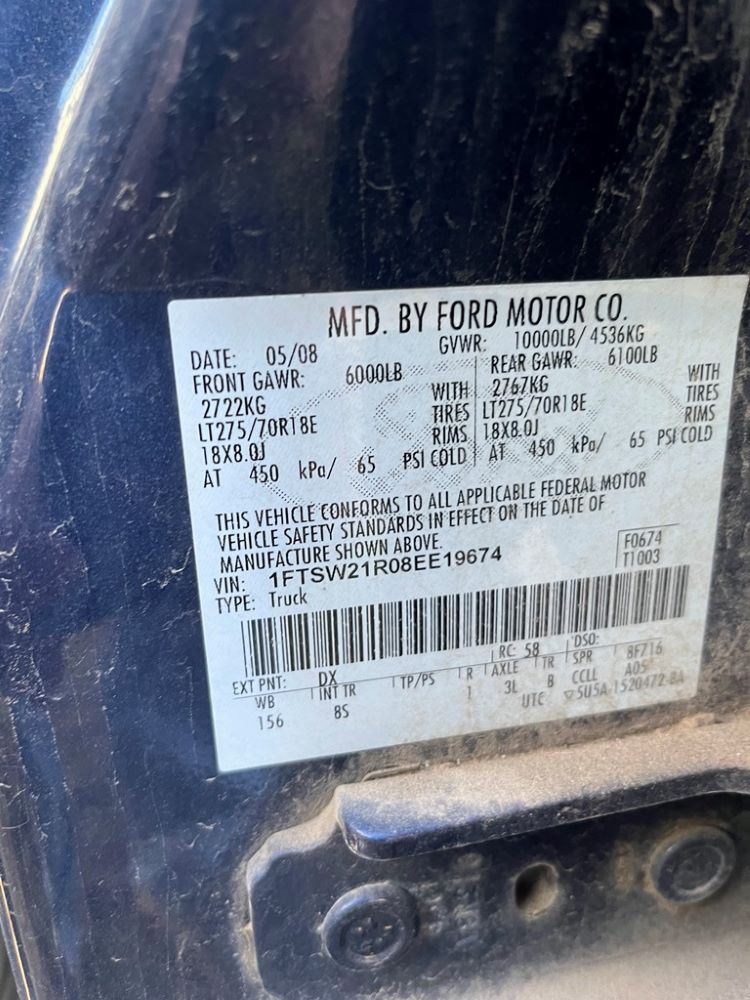 MFD. BY FORD MOTOR CO.
DATE: 05/08 GVWR: 10000LB/ 4536KG
FRONT GAWR: 6000LB REAR GAWR: 6100LB
2722KG WITH 2767KG WITH
LT275/70R18E TIRES LT275/70R18E TIRES
18X8.0J RIMS 18X8.0J RIMS
AT 450 kPa/ 65 PSI COLD AT 450 kPa/ 65 PSI COLD
THIS VEHICLE CONFORMS TO ALL APPLICABLE FEDERAL MOTOR
VEHICLE SAFETY STANDARDS IN EFFECT ON THE DATE OF
MANUFACTURE SHOWN ABOVE.
VIN: 1FTSW21R08EE19674 F0674
TYPE: Truck T1003
EXT PNT: DX RC: 58 DSO: 8F716
WB INT TR TP/PS R AXLE TR SPR A05
156 8S 1 3L B CCLL
UTC 5U5A-1520472-BA